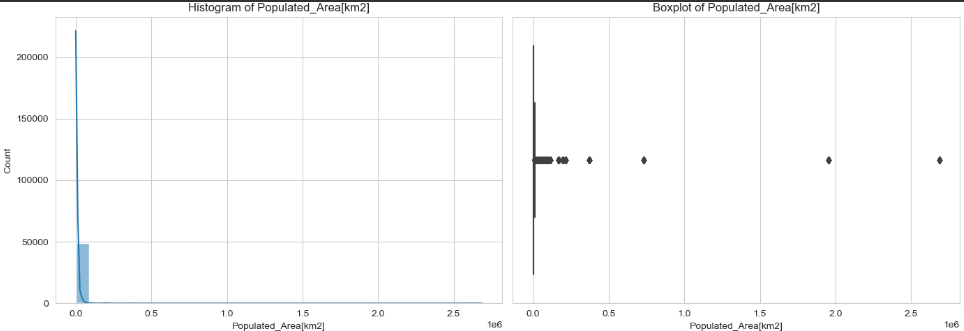 Histogram of Populated_Area[km2]
Count
200000
150000
100000
50000
0
0.0 0.5 1.0 1.5 2.0 2.5
1e6
Populated_Area[km2]
Boxplot of Populated_Area[km2]
0.0 0.5 1.0 1.5 2.0 2.5
1e6
Populated_Area[km2]